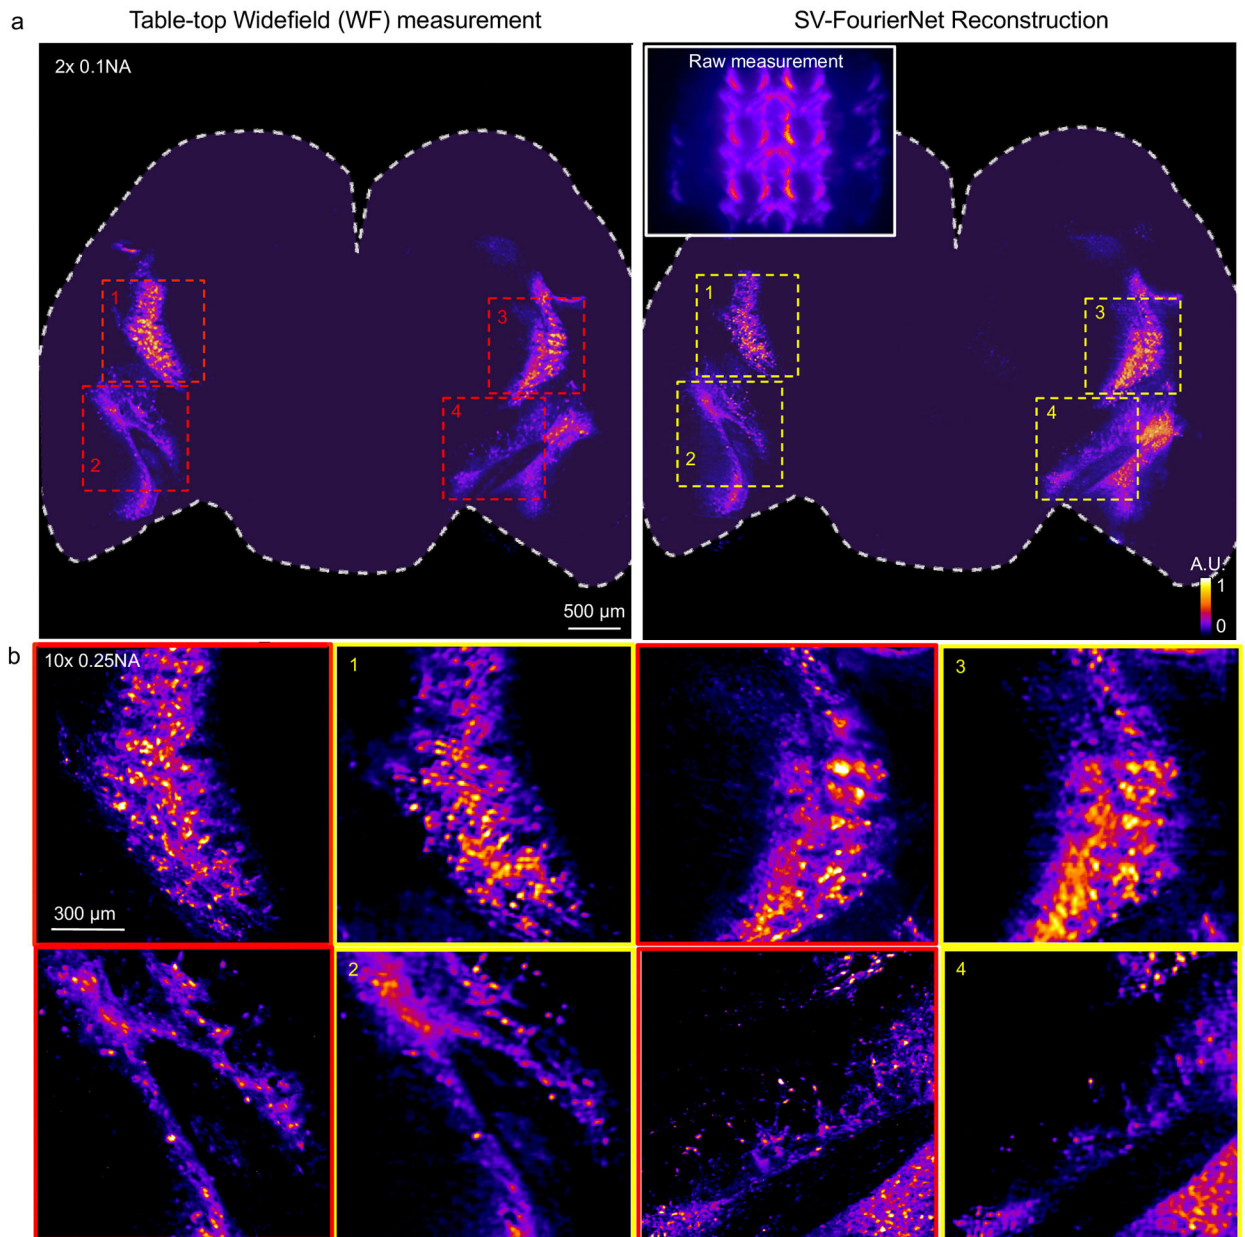 a
Table-top Widefield (WF) measurement
SV-FourierNet Reconstruction
2x 0.1NA
Raw measurement
1
2
3
4
1
2
3
4
500 µm
A.U.
1
0
b
10x 0.25NA
1
3
300 µm
2
4